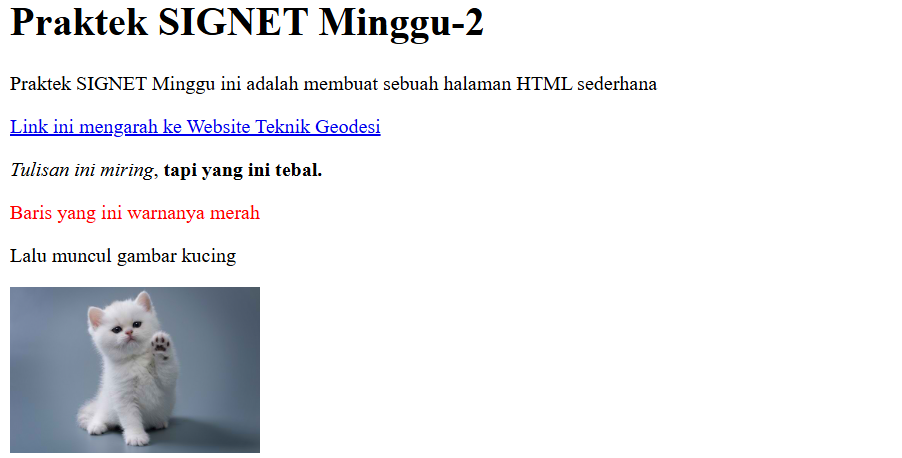 Praktek SIGNET Minggu-2
Praktek SIGNET Minggu ini adalah membuat sebuah halaman HTML sederhana
Link ini mengarah ke Website Teknik Geodesi
Tulisan ini miring, tapi yang ini tebal.
Baris yang ini warnanya merah
Lalu muncul gambar kucing